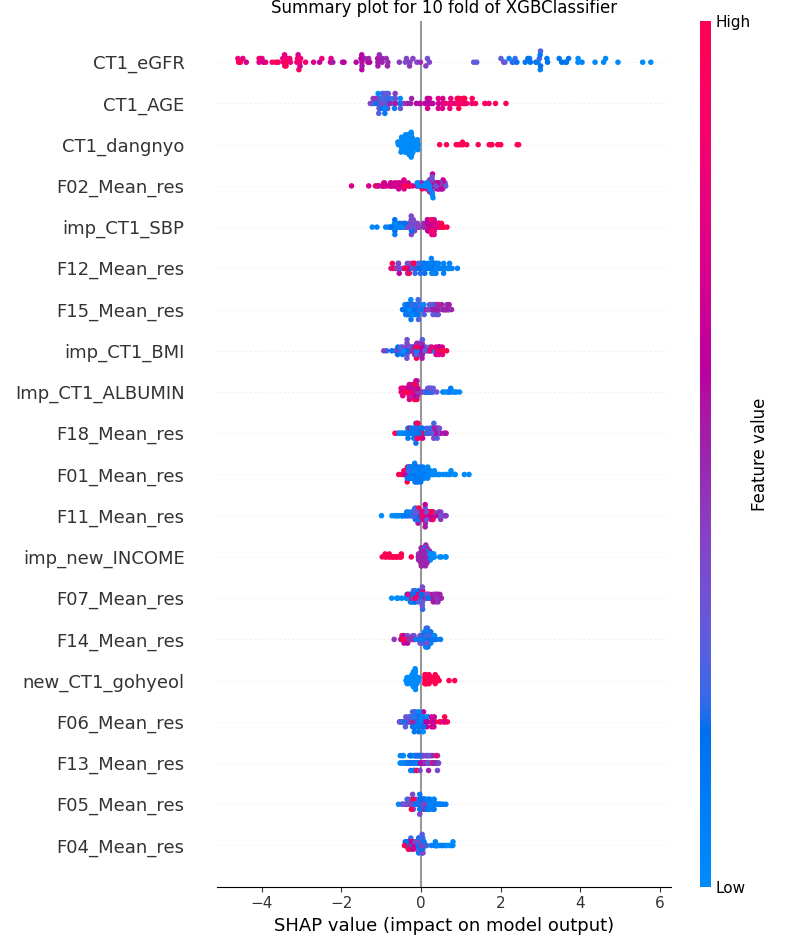 Summary plot for 10 fold of XGBClassifier
High
CT1_eGFR
CT1_AGE
CT1_dangnyo
F02_Mean_res
imp_CT1_SBP
F12_Mean_res
F15_Mean_res
imp_CT1_BMI
Imp_CT1_ALBUMIN
F18_Mean_res
F01_Mean_res
F11_Mean_res
imp_new_INCOME
F07_Mean_res
F14_Mean_res
new_CT1_gohyeol
F06_Mean_res
F13_Mean_res
F05_Mean_res
F04_Mean_res
Feature value
Low
−4 −2 0 2 4 6
SHAP value (impact on model output)